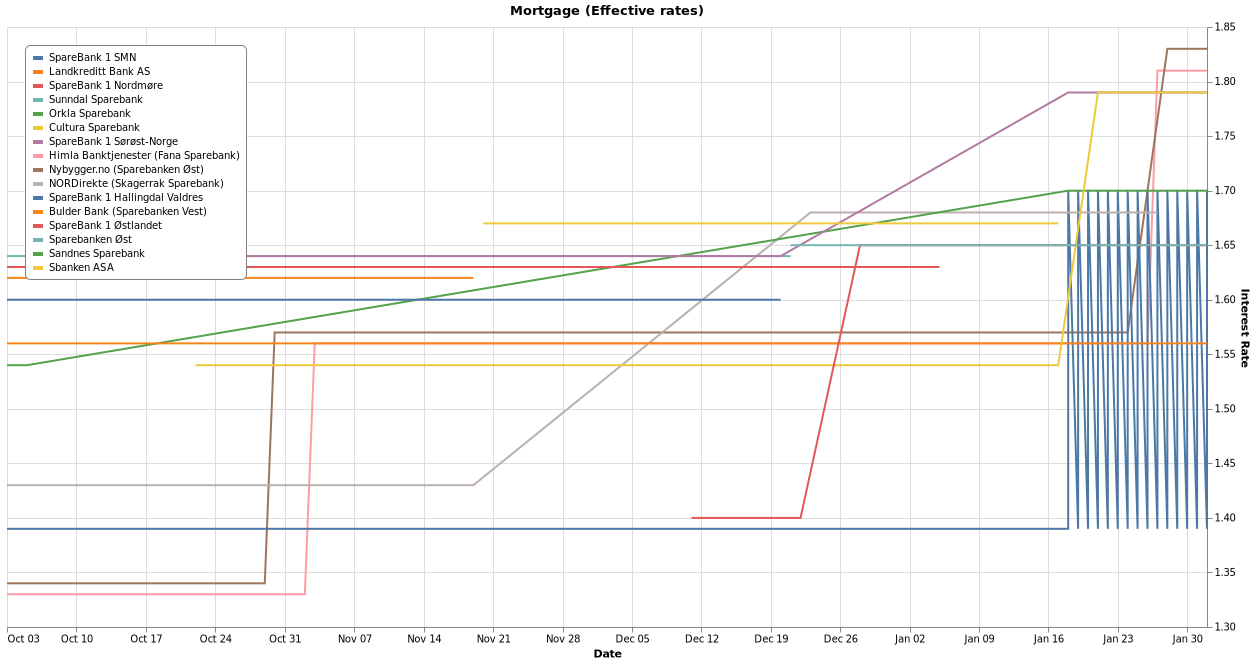 Mortgage (Effective rates)
SpareBank 1 SMN
Landkreditt Bank AS
SpareBank 1 Nordmøre
Sunndal Sparebank
Orkla Sparebank
Cultura Sparebank
SpareBank 1 Sørøst-Norge
Himla Banktjenester (Fana Sparebank)
Nybygger.no (Sparebanken Øst)
NORDirekte (Skagerrak Sparebank)
SpareBank 1 Hallingdal Valdres
Bulder Bank (Sparebanken Vest)
SpareBank 1 Østlandet
Sparebanken Øst
Sandnes Sparebank
Sbanken ASA
1.85
1.80
1.75
1.70
1.65
1.60
1.55
1.50
1.45
1.40
1.35
1.30
Interest Rate
Oct 03 Oct 10 Oct 17 Oct 24 Oct 31 Nov 07 Nov 14 Nov 21 Nov 28 Dec 05 Dec 12 Dec 19 Dec 26 Jan 02 Jan 09 Jan 16 Jan 23 Jan 30
Date